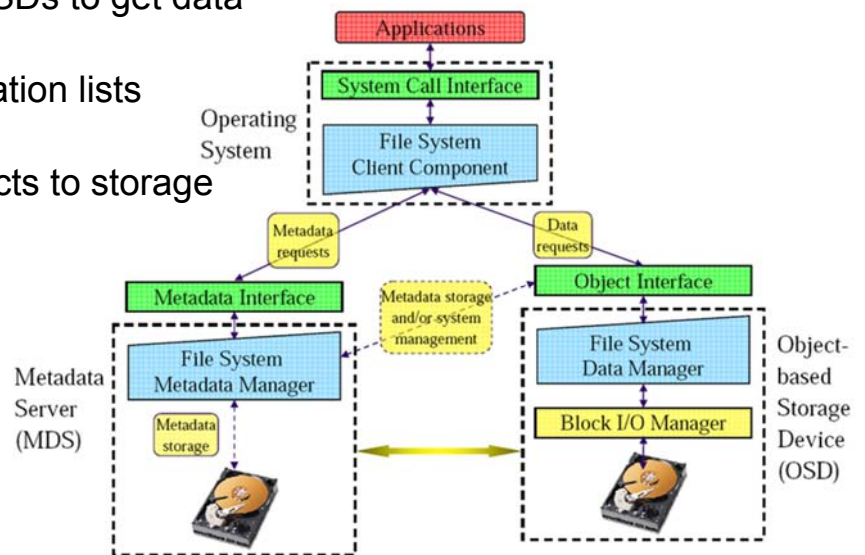 SDs to get data
ation lists
cts to storage
Applications
System Call Interface
Operating
System
File System
Client Component
Metadata
requests
Data
requests
Metadata Interface
Metadata storage
and/or system
management
Object Interface
File System
Metadata Manager
File System
Data Manager
Metadata
Server
(MDS)
Object-
based
Storage
Device
(OSD)
Metadata
storage
Block I/O Manager